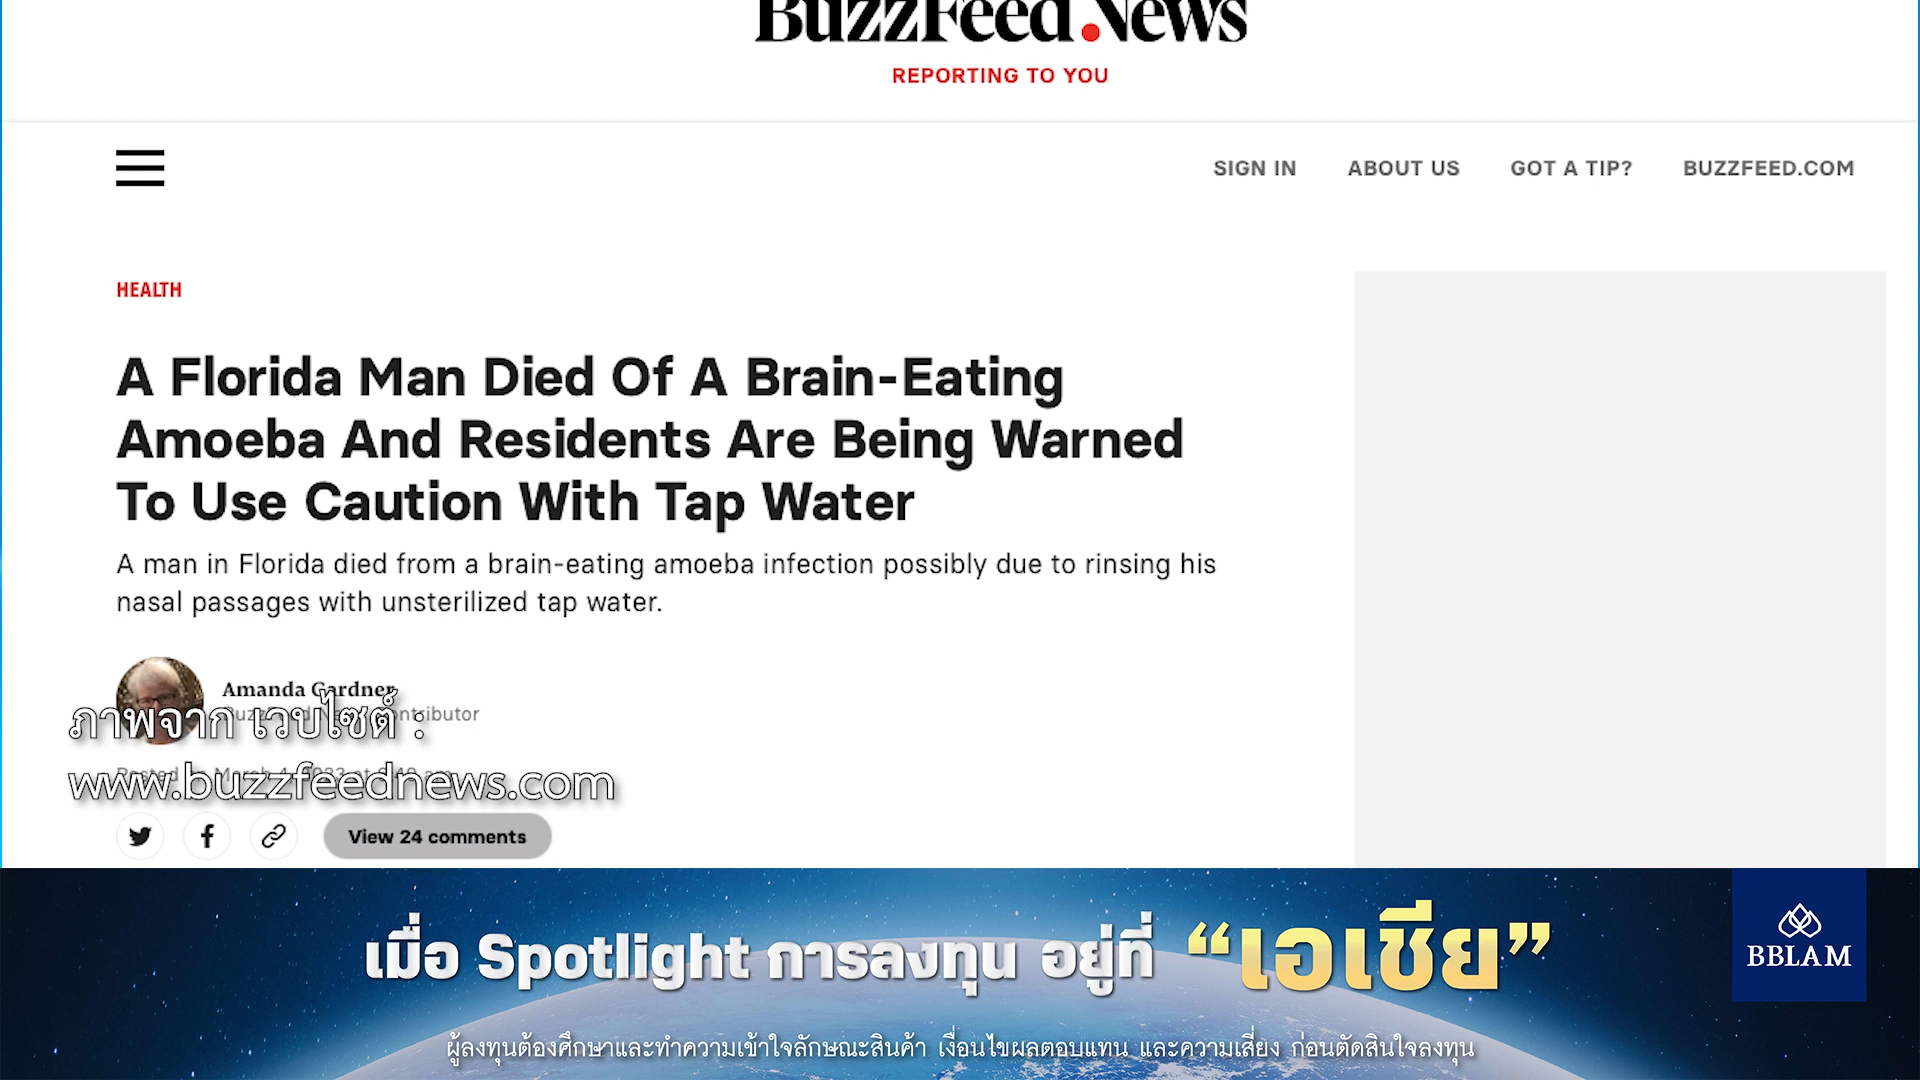 BuzzFeed News
REPORTING TO YOU
SIGN IN ABOUT US GOT A TIP? BUZZFEED.COM
HEALTH
A Florida Man Died Of A Brain-Eating
Amoeba And Residents Are Being Warned
To Use Caution With Tap Water
A man in Florida died from a brain-eating amoeba infection possibly due to rinsing his
nasal passages with unsterilized tap water.
Amanda Gardner
BuzzFeed News Contributor
ภาพจาก เวปไซต์ :
www.buzzfeednews.com
View 24 comments
เมื่อ Spotlight การลงทุน อยู่ที่ “เอเชีย”
BBLAM
ผู้ลงทุนต้องศึกษาและทำความเข้าใจลักษณะสินค้า เงื่อนไขผลตอบแทน และความเสี่ยง ก่อนตัดสินใจลงทุน